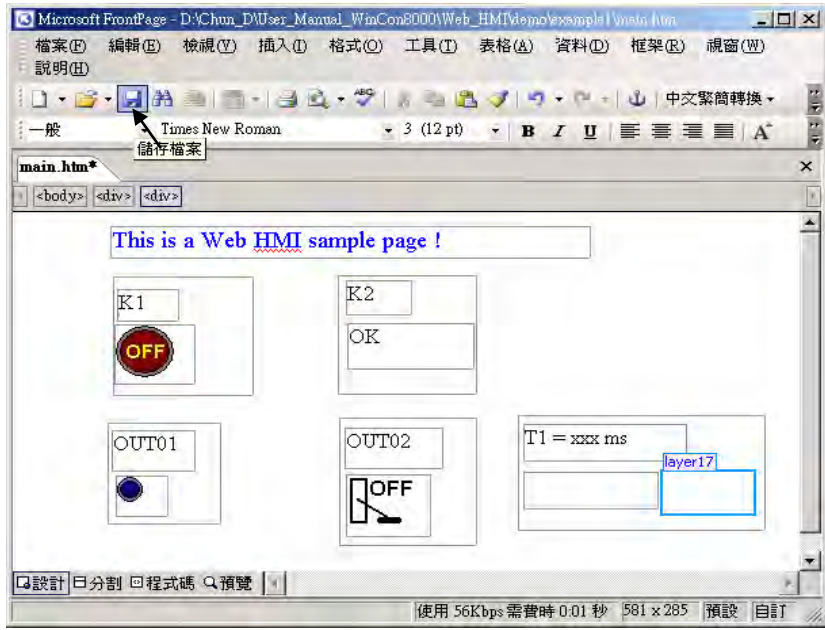 Microsoft FrontPage - D:\Chun_D\User_Manual_WinCon8000\Web_HMI\demo\example1\main.htm
檔案(F) 編輯(E) 檢視(V) 插入(I) 格式(O) 工具(T) 表格(A) 資料(D) 框架(R) 視窗(W)
說明(H)
中文繁簡轉換
一般 Times New Roman 3 (12 pt) B I U A
儲存檔案
main.htm*
<body> <div> <div>
This is a Web HMI sample page !
K1
OFF
K2
OK
OUT01
OUT02
OFF
T1 = xxx ms
layer17
設計 分割 程式碼 預覽
使用 56Kbps 需費時 0:01 秒 581 x 285 預設 自訂